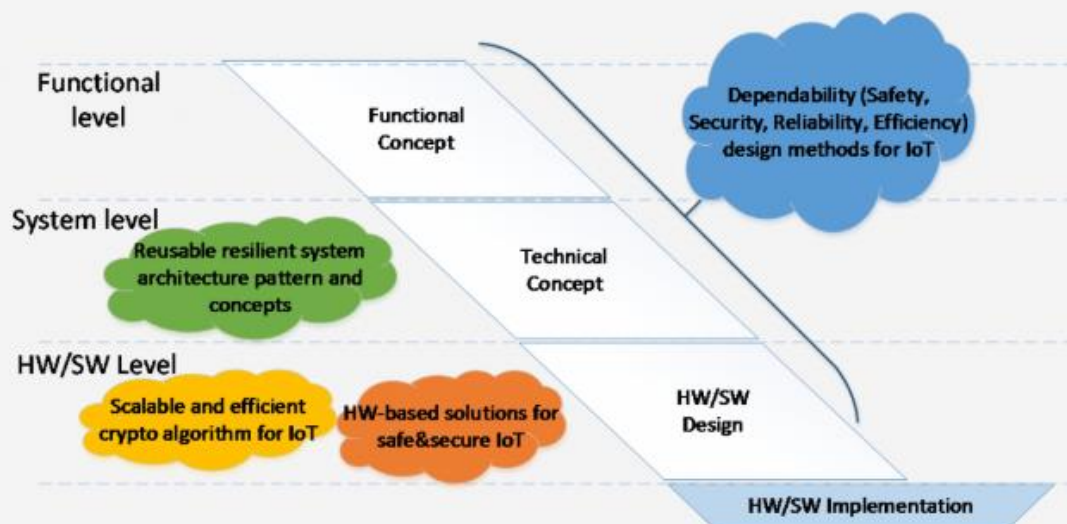 Functional
level
Functional
Concept
Dependability (Safety,
Security, Reliability, Efficiency)
design methods for IoT
System level
Reusable resilient system
architecture pattern and
concepts
Technical
Concept
HW/SW Level
Scalable and efficient
crypto algorithm for IoT
HW-based solutions for
safe&secure IoT
HW/SW
Design
HW/SW Implementation